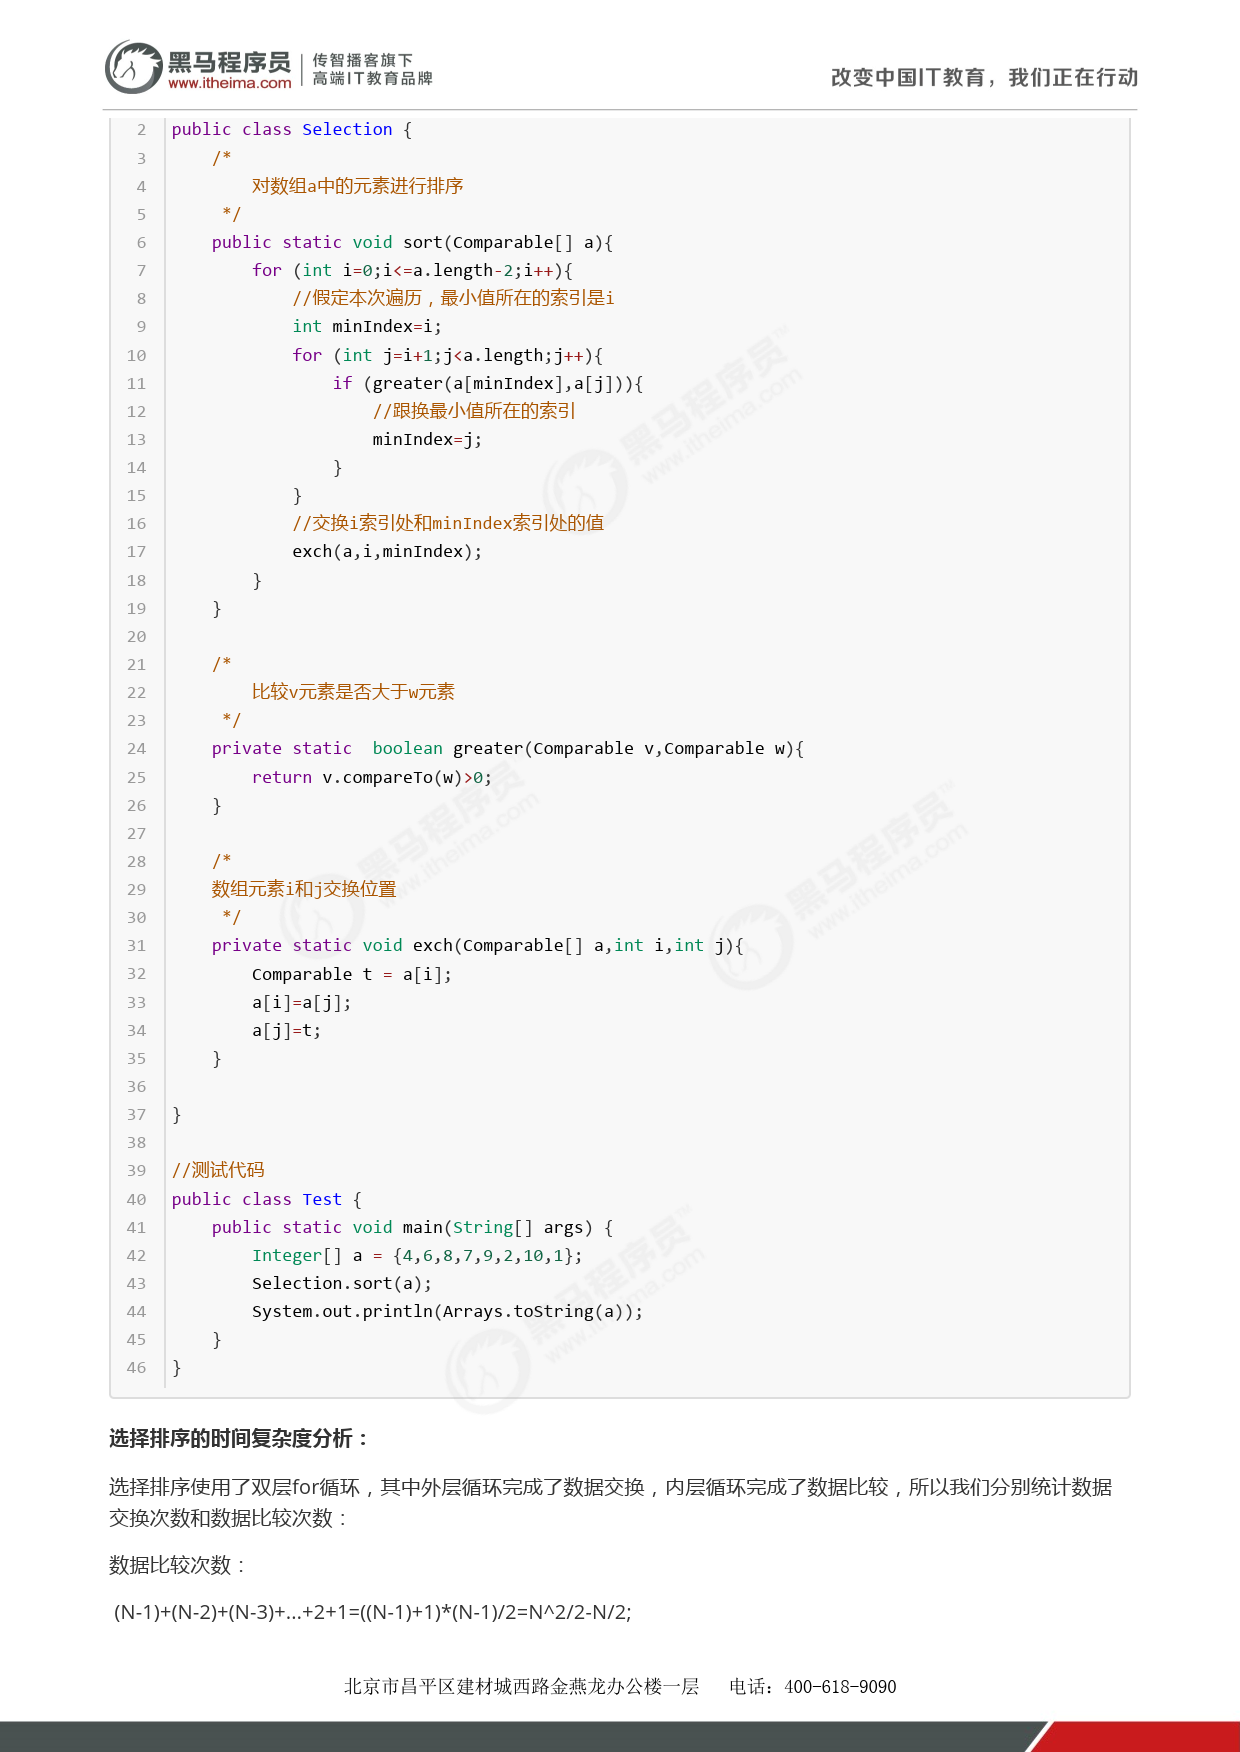 黑马程序员 传智播客旗下
www.itheima.com 高端IT教育品牌
改变中国IT教育，我们正在行动
2 public class Selection {
3     /*
4         对数组a中的元素进行排序
5      */
6     public static void sort(Comparable[] a){
7         for (int i=0;i<=a.length-2;i++){
8             //假定本次遍历，最小值所在的索引是i
9             int minIndex=i;
10             for (int j=i+1;j<a.length;j++){
11                 if (greater(a[minIndex],a[j])){
12                     //跟换最小值所在的索引
13                     minIndex=j;
14                 }
15             }
16             //交换i索引处和minIndex索引处的值
17             exch(a,i,minIndex);
18         }
19     }
20
21     /*
22         比较v元素是否大于w元素
23      */
24     private static  boolean greater(Comparable v,Comparable w){
25         return v.compareTo(w)>0;
26     }
27
28     /*
29     数组元素i和j交换位置
30      */
31     private static void exch(Comparable[] a,int i,int j){
32         Comparable t = a[i];
33         a[i]=a[j];
34         a[j]=t;
35     }
36
37 }
38
39 //测试代码
40 public class Test {
41     public static void main(String[] args) {
42         Integer[] a = {4,6,8,7,9,2,10,1};
43         Selection.sort(a);
44         System.out.println(Arrays.toString(a));
45     }
46 }
选择排序的时间复杂度分析：
选择排序使用了双层for循环，其中外层循环完成了数据交换，内层循环完成了数据比较，所以我们分别统计数据
交换次数和数据比较次数：
数据比较次数：
(N-1)+(N-2)+(N-3)+...+2+1=((N-1)+1)*(N-1)/2=N^2/2-N/2;
北京市昌平区建材城西路金燕龙办公楼一层 电话：400-618-9090